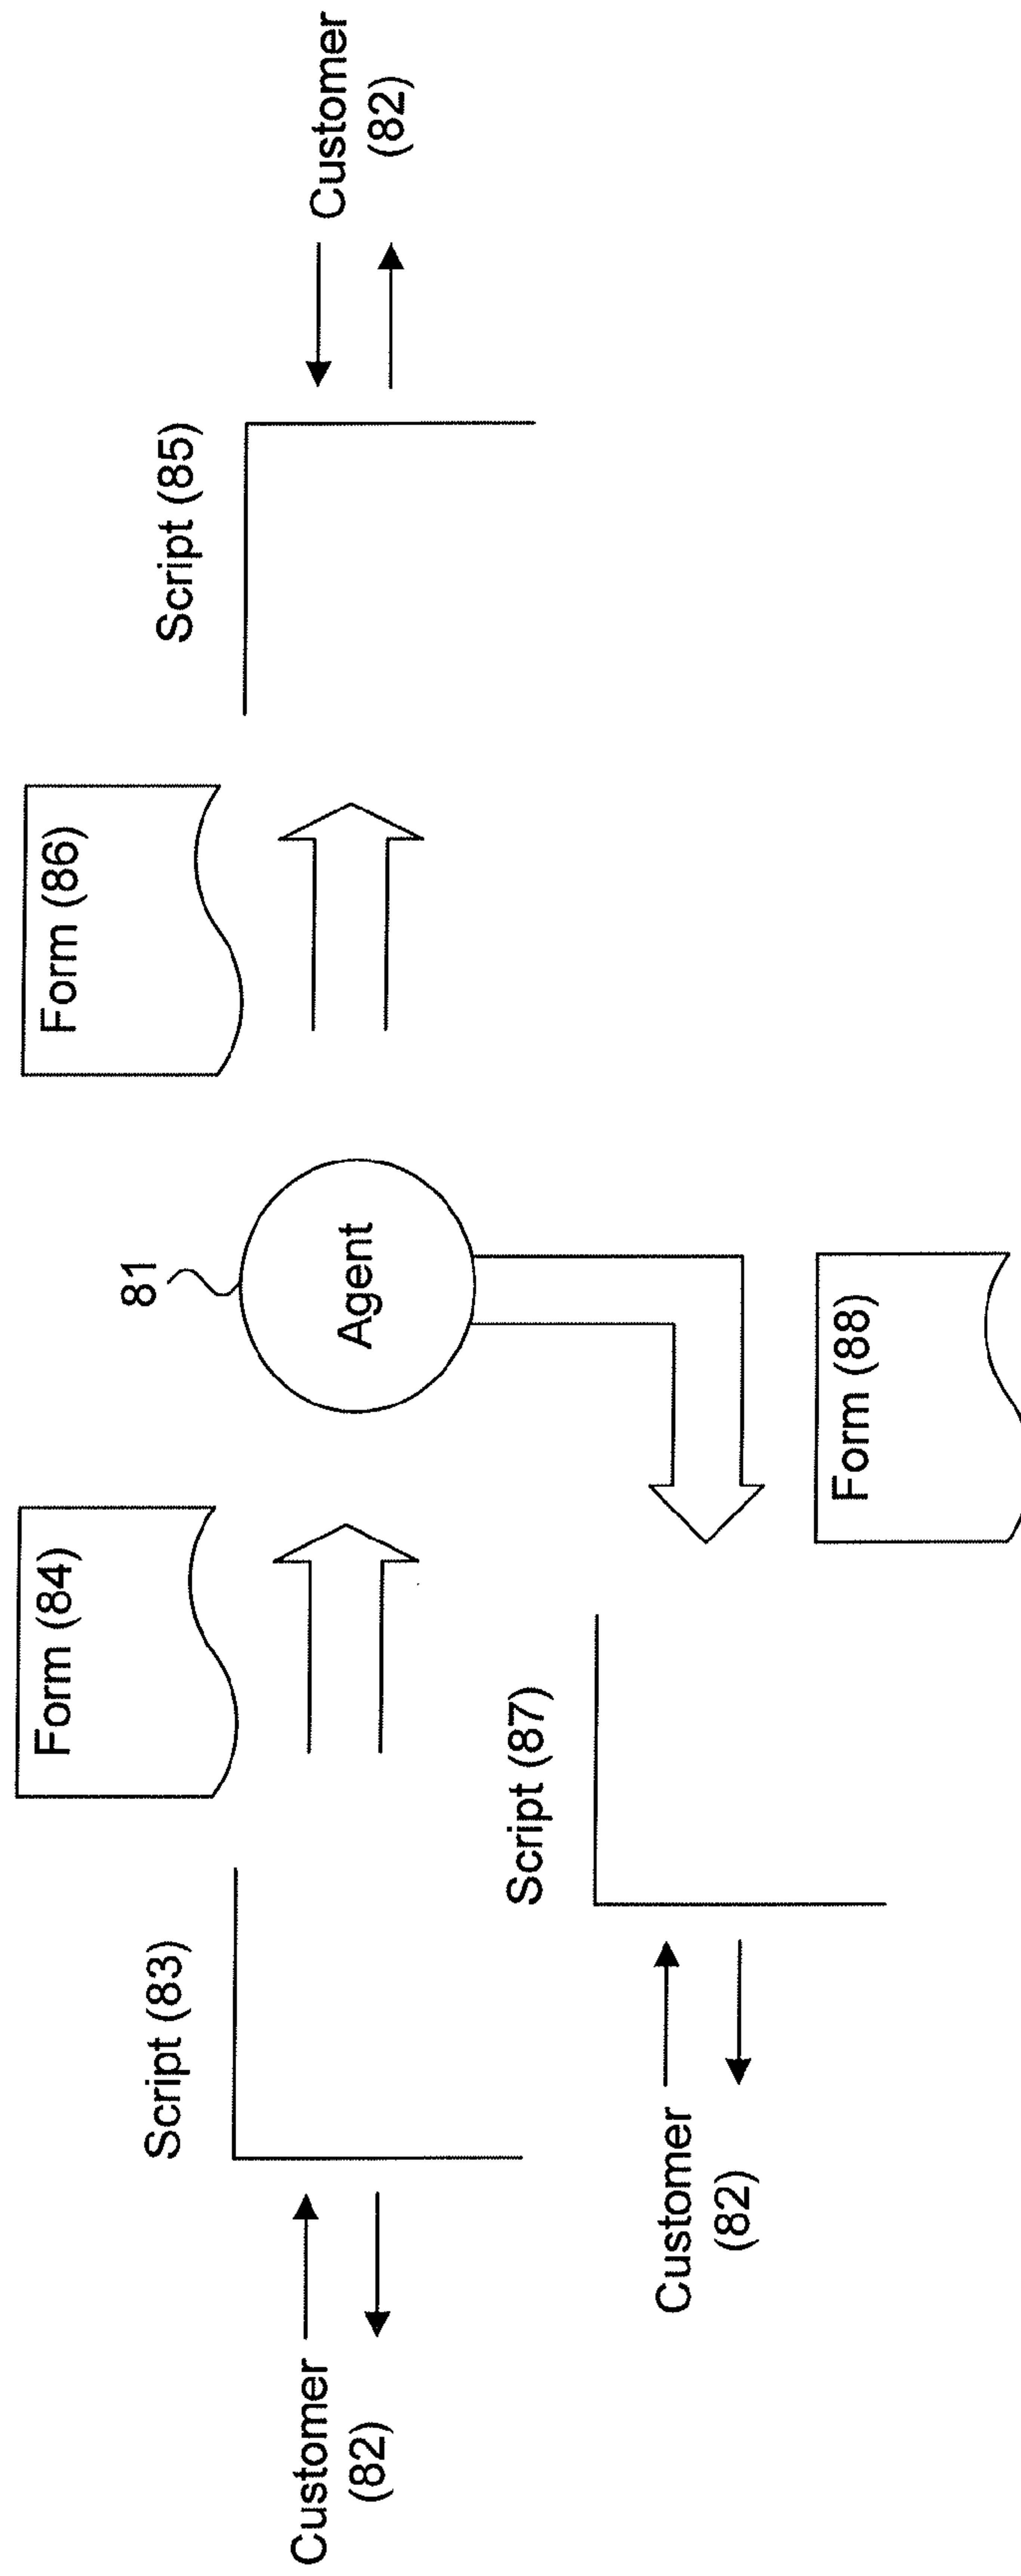 Form (84)
Form (86)
81
Script (83)
Script (85)
Customer
(82)
Agent
Customer
(82)
Script (87)
Customer
(82)
Form (88)